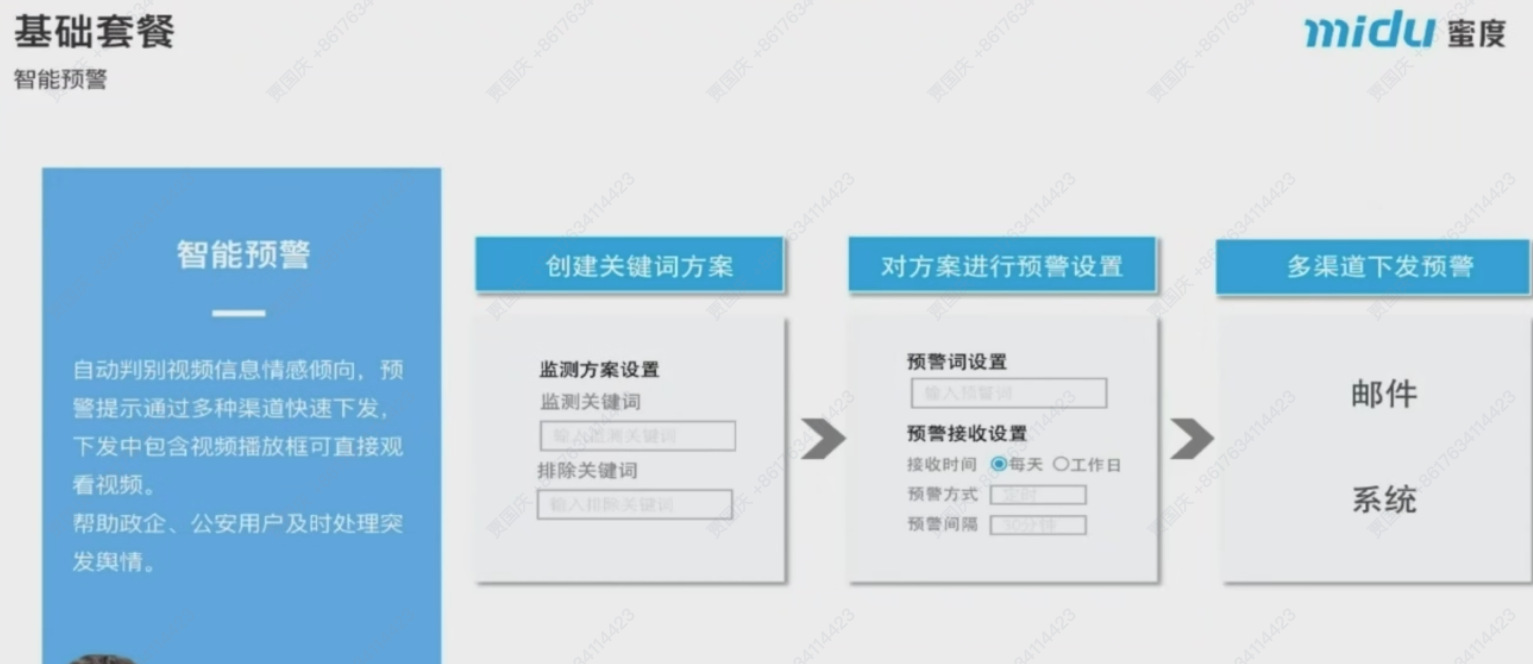 基础套餐
智能预警
midu 蜜度
智能预警
自动判别视频信息情感倾向，预
警提示通过多种渠道快速下发，
下发中包含视频播放框可直接观
看视频。
帮助政企、公安用户及时处理突
发舆情。
创建关键词方案
监测方案设置
监测关键词
输入监测关键词
排除关键词
输入排除关键词
对方案进行预警设置
预警词设置
输入预警词
预警接收设置
接收时间 每天 工作日
预警方式 定时
预警间隔 30分钟
多渠道下发预警
邮件
系统
贾国庆 +8617634114423